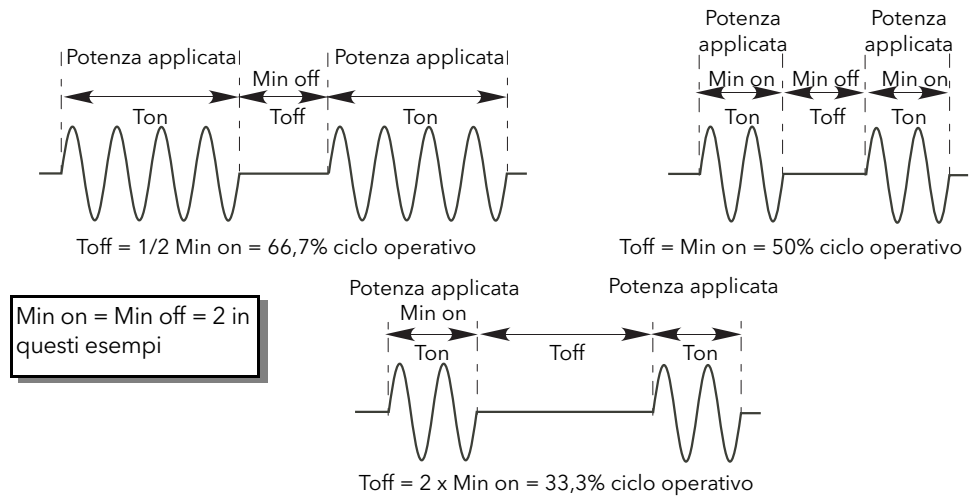 Potenza applicata
Potenza applicata
Min off
Ton
Toff
Ton
Toff = 1/2 Min on = 66,7% ciclo operativo
Potenza
applicata
Potenza
applicata
Min on
Min off
Min on
Ton
Toff
Ton
Toff = Min on = 50% ciclo operativo
Min on = Min off = 2 in
questi esempi
Potenza applicata
Min on
Potenza applicata
Ton
Toff
Ton
Toff = 2 x Min on = 33,3% ciclo operativo